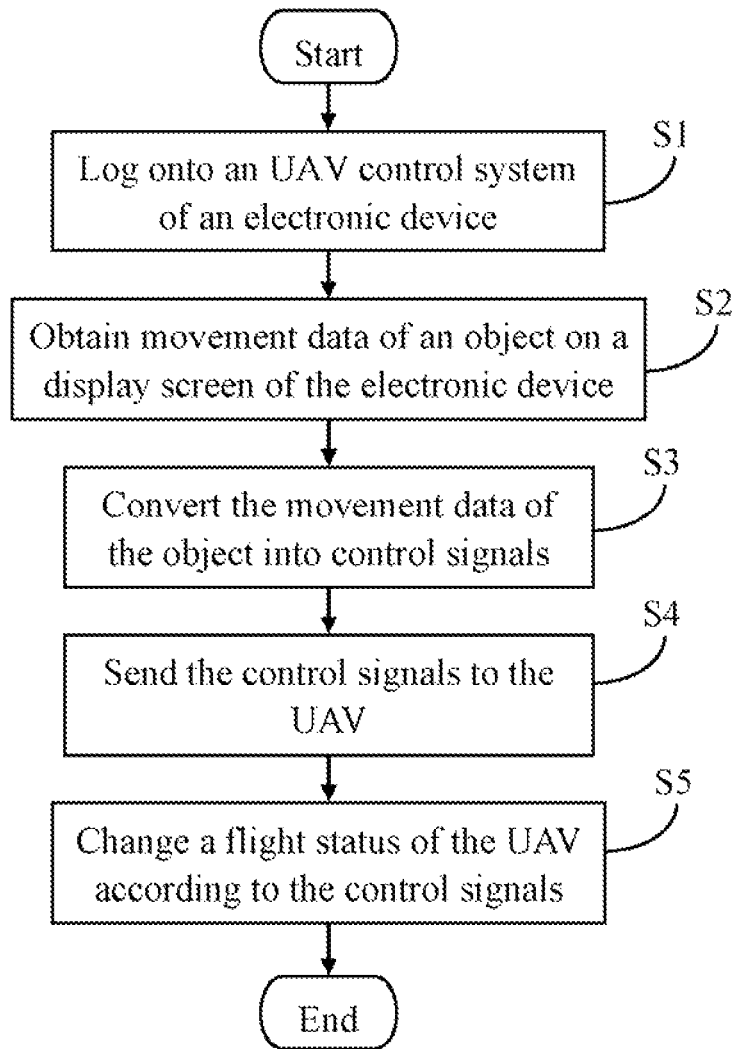 Start
S1
Log onto an UAV control system
of an electronic device
S2
Obtain movement data of an object on a
display screen of the electronic device
S3
Convert the movement data of
the object into control signals
S4
Send the control signals to the
UAV
S5
Change a flight status of the UAV
according to the control signals
End